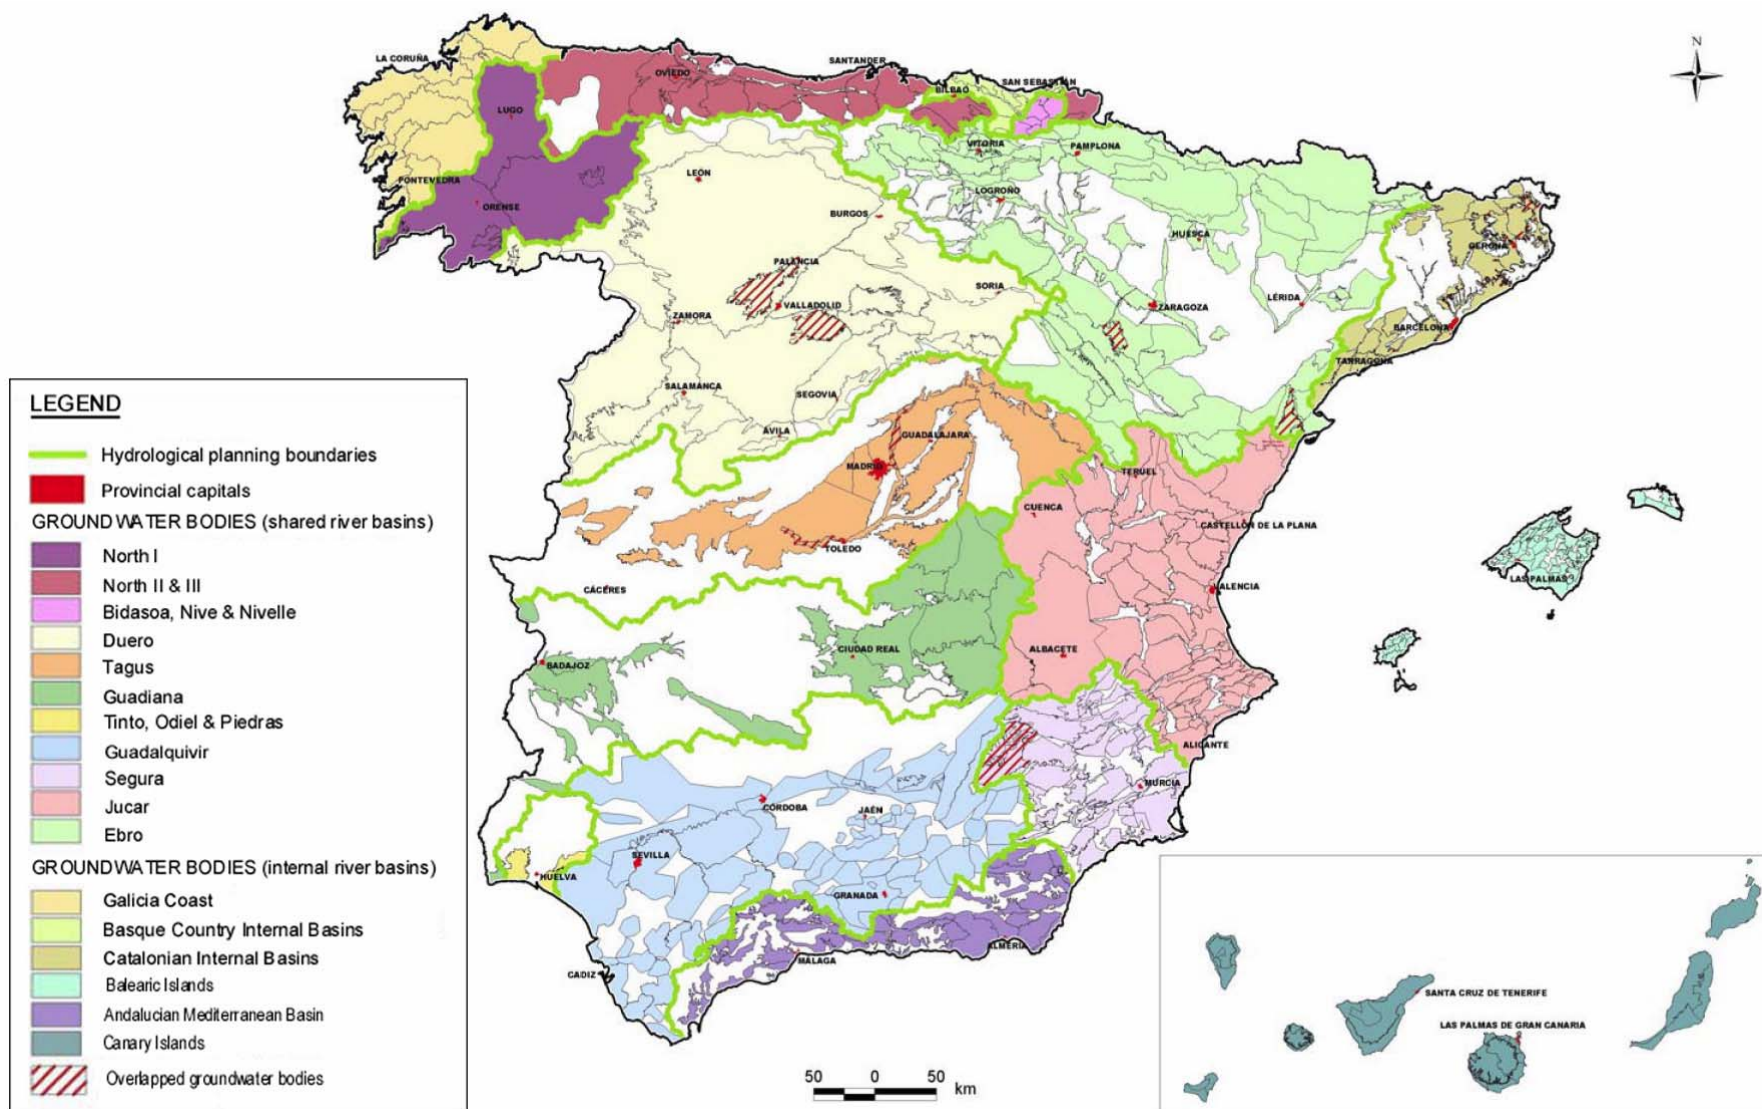 N
LA CORUÑA
OVIEDO
SANTANDER
BILBAO
SAN SEBASTIÁN
LUGO
VITORIA
PAMPLONA
PONTEVEDRA
LEÓN
LOGROÑO
ORENSE
BURGOS
HUESCA
GERONA
PALENCIA
SORIA
VALLADOLID
ZARAGOZA
LÉRIDA
ZAMORA
BARCELONA
TARRAGONA
SALAMANCA
SEGOVIA
AVILA
GUADALAJARA
MADRID
TERUEL
CUENCA
CASTELLÓN DE LA PLANA
TOLEDO
LAS PALMAS
CÁCERES
VALENCIA
CIUDAD REAL
ALBACETE
BADAJOZ
ALICANTE
MURCIA
CÓRDOBA
JAÉN
SEVILLA
HUELVA
GRANADA
ALMERIA
MÁLAGA
CADIZ
SANTA CRUZ DE TENERIFE
LAS PALMAS DE GRAN CANARIA
LEGEND
Hydrological planning boundaries
Provincial capitals
GROUNDWATER BODIES (shared river basins)
North I
North II & III
Bidasoa, Nive & Nivelle
Duero
Tagus
Guadiana
Tinto, Odiel & Piedras
Guadalquivir
Segura
Jucar
Ebro
GROUNDWATER BODIES (internal river basins)
Galicia Coast
Basque Country Internal Basins
Catalonian Internal Basins
Balearic Islands
Andalucian Mediterranean Basin
Canary Islands
Overlapped groundwater bodies
50 0 50
km